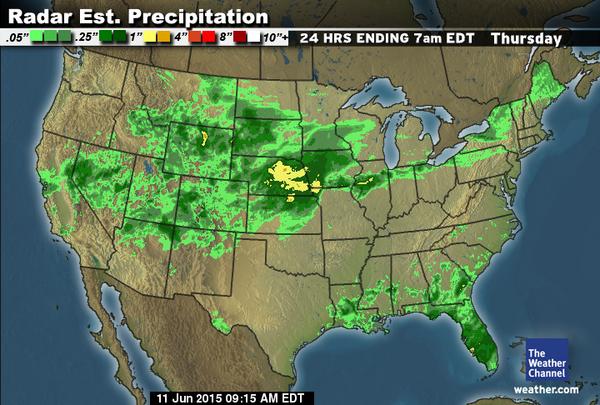 Radar Est. Precipitation
.05" .25" 1" 4" 8" 10"+ 24 HRS ENDING 7am EDT Thursday
The
Weather
Channel
weather.com
11 Jun 2015 09:15 AM EDT